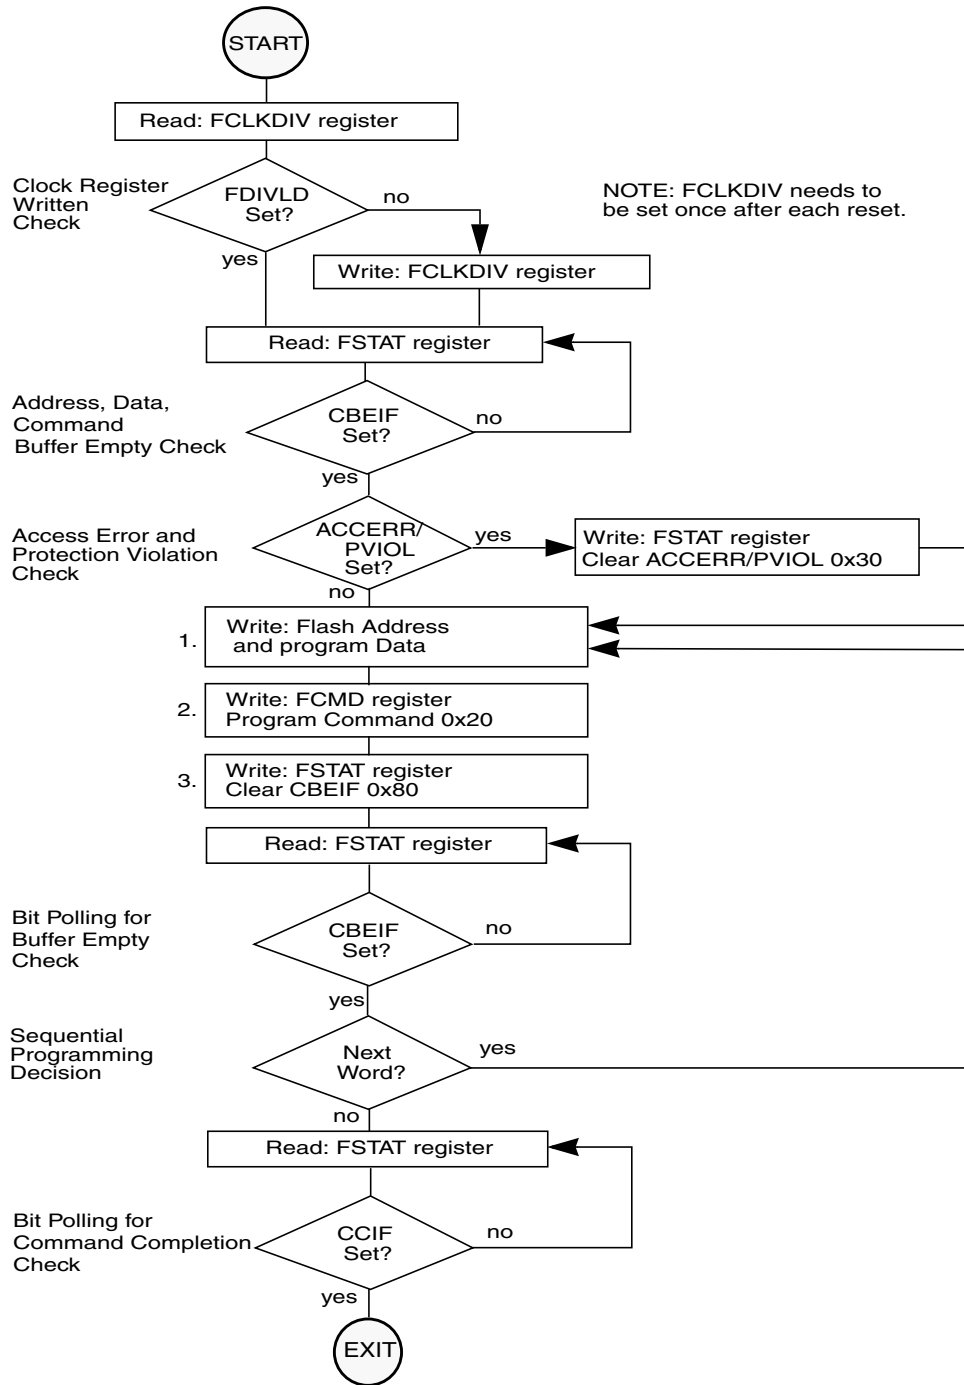 START
Read: FCLKDIV register
Clock Register
Written
Check
FDIVLD
Set?
no
yes
NOTE: FCLKDIV needs to
be set once after each reset.
Write: FCLKDIV register
Read: FSTAT register
Address, Data,
Command
Buffer Empty Check
CBEIF
Set?
no
yes
Access Error and
Protection Violation
Check
ACCERR/
PVIOL
Set?
yes
no
Write: FSTAT register
Clear ACCERR/PVIOL 0x30
1.
Write: Flash Address
and program Data
2.
Write: FCMD register
Program Command 0x20
3.
Write: FSTAT register
Clear CBEIF 0x80
Read: FSTAT register
Bit Polling for
Buffer Empty
Check
CBEIF
Set?
no
yes
Sequential
Programming
Decision
Next
Word?
yes
no
Read: FSTAT register
Bit Polling for
Command Completion
Check
CCIF
Set?
no
yes
EXIT